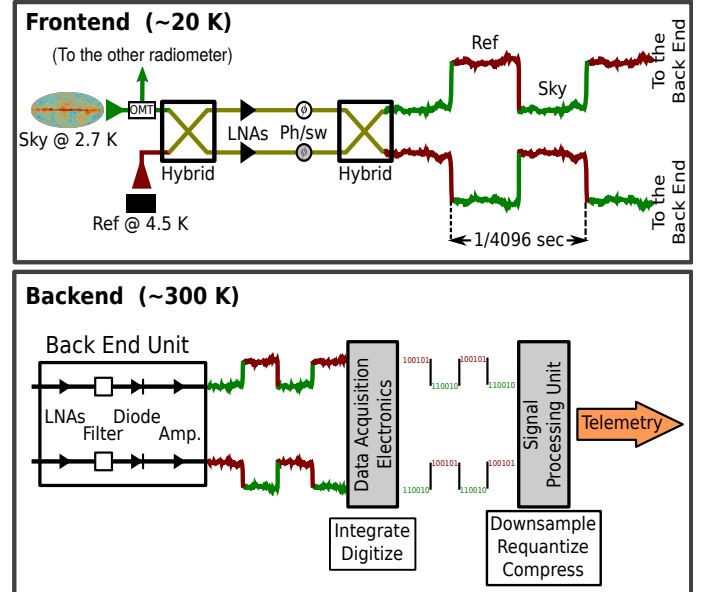 Frontend (~20 K)
(To the other radiometer)
OMT
Sky @ 2.7 K
Hybrid
LNAs
Ph/sw
ϕ
ϕ
Hybrid
Ref @ 4.5 K
Ref
Sky
To the
Back End
To the
Back End
1/4096 sec
Backend (~300 K)
Back End Unit
LNAs
Filter
Diode
Amp.
Data Acquisition
Electronics
100101
110010
100101
110010
100101
110010
100101
110010
Signal
Processing Unit
Telemetry
Integrate
Digitize
Downsample
Requantize
Compress